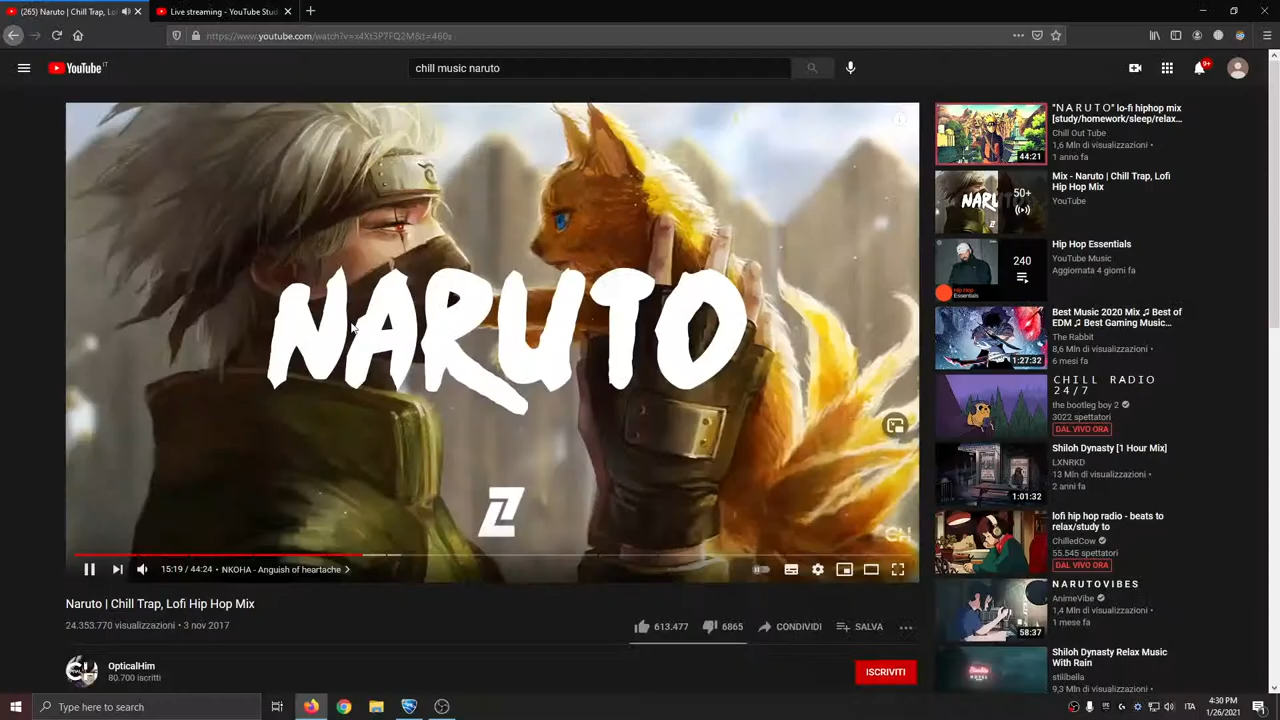 (265) Naruto | Chill Trap, Lo
Live streaming - YouTube Stud
https://www.youtube.com/watch?v=x4Xt3P7FQ2M&t=460s
YouTube IT
chill music naruto
9+
NARUTO
Z
15:19 / 44:24 • NKOHA - Anguish of heartache
Naruto | Chill Trap, Lofi Hip Hop Mix
24.353.770 visualizzazioni • 3 nov 2017
613.477
6865
CONDIVIDI
SALVA
OpticalHim
80.700 iscritti
ISCRIVITI
"N A R U T O" lo-fi hiphop mix
[study/homework/sleep/relax...
Chill Out Tube
1,6 Mln di visualizzazioni •
1 anno fa
44:21
Mix - Naruto | Chill Trap, Lofi
Hip Hop Mix
YouTube
50+
Hip Hop Essentials
YouTube Music
Aggiornata 4 giorni fa
240
Hip Hop
Essentials
Best Music 2020 Mix ♫ Best of
EDM ♫ Best Gaming Music...
The Rabbit
8,6 Mln di visualizzazioni •
6 mesi fa
1:27:32
C H I L L R A D I O
2 4 / 7
the bootleg boy 2
3022 spettatori
DAL VIVO ORA
Shiloh Dynasty [1 Hour Mix]
LXNRKD
13 Mln di visualizzazioni •
2 anni fa
1:01:32
lofi hip hop radio - beats to
relax/study to
ChilledCow
55.545 spettatori
DAL VIVO ORA
N A R U T O V I B E S
AnimeVibe
1,4 Mln di visualizzazioni •
1 mese fa
58:37
Shiloh Dynasty Relax Music
With Rain
stilibella
9,3 Mln di visualizzazioni •
Type here to search
ITA
4:30 PM
1/26/2021